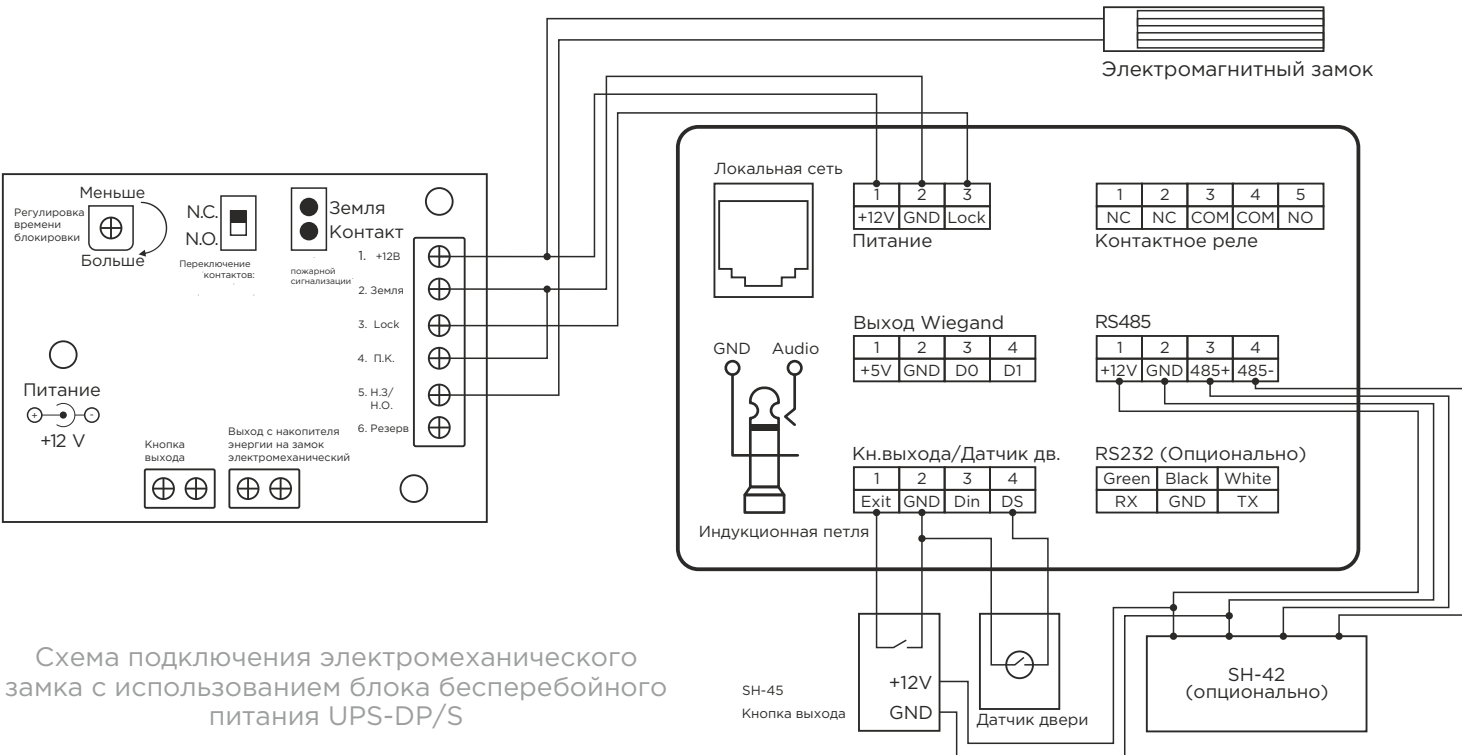 Электромагнитный замок
Меньше
Регулировка
времени
блокировки
Больше
N.C.
N.O.
Переключение
контактов:
Земля
Контакт
пожарной
сигнализации
1. +12В
2. Земля
3. Lock
4. П.К.
5. Н.З/
Н.О.
6. Резерв
Питание
+ -
+12 V
Кнопка
выхода
Выход с накопителя
энергии на замок
электромеханический
Локальная сеть
1 2 3
+12V GND Lock
Питание
1 2 3 4 5
NC NC COM COM NO
Контактное реле
GND Audio
Индукционная петля
Выход Wiegand
1 2 3 4
+5V GND D0 D1
RS485
1 2 3 4
+12V GND 485+ 485-
Кн.выхода/Датчик дв.
1 2 3 4
Exit GND Din DS
RS232 (Опционально)
Green Black White
RX GND TX
Схема подключения электромеханического
замка с использованием блока бесперебойного
питания UPS-DP/S
SH-45
Кнопка выхода
+12V
GND
Датчик двери
SH-42
(опционально)